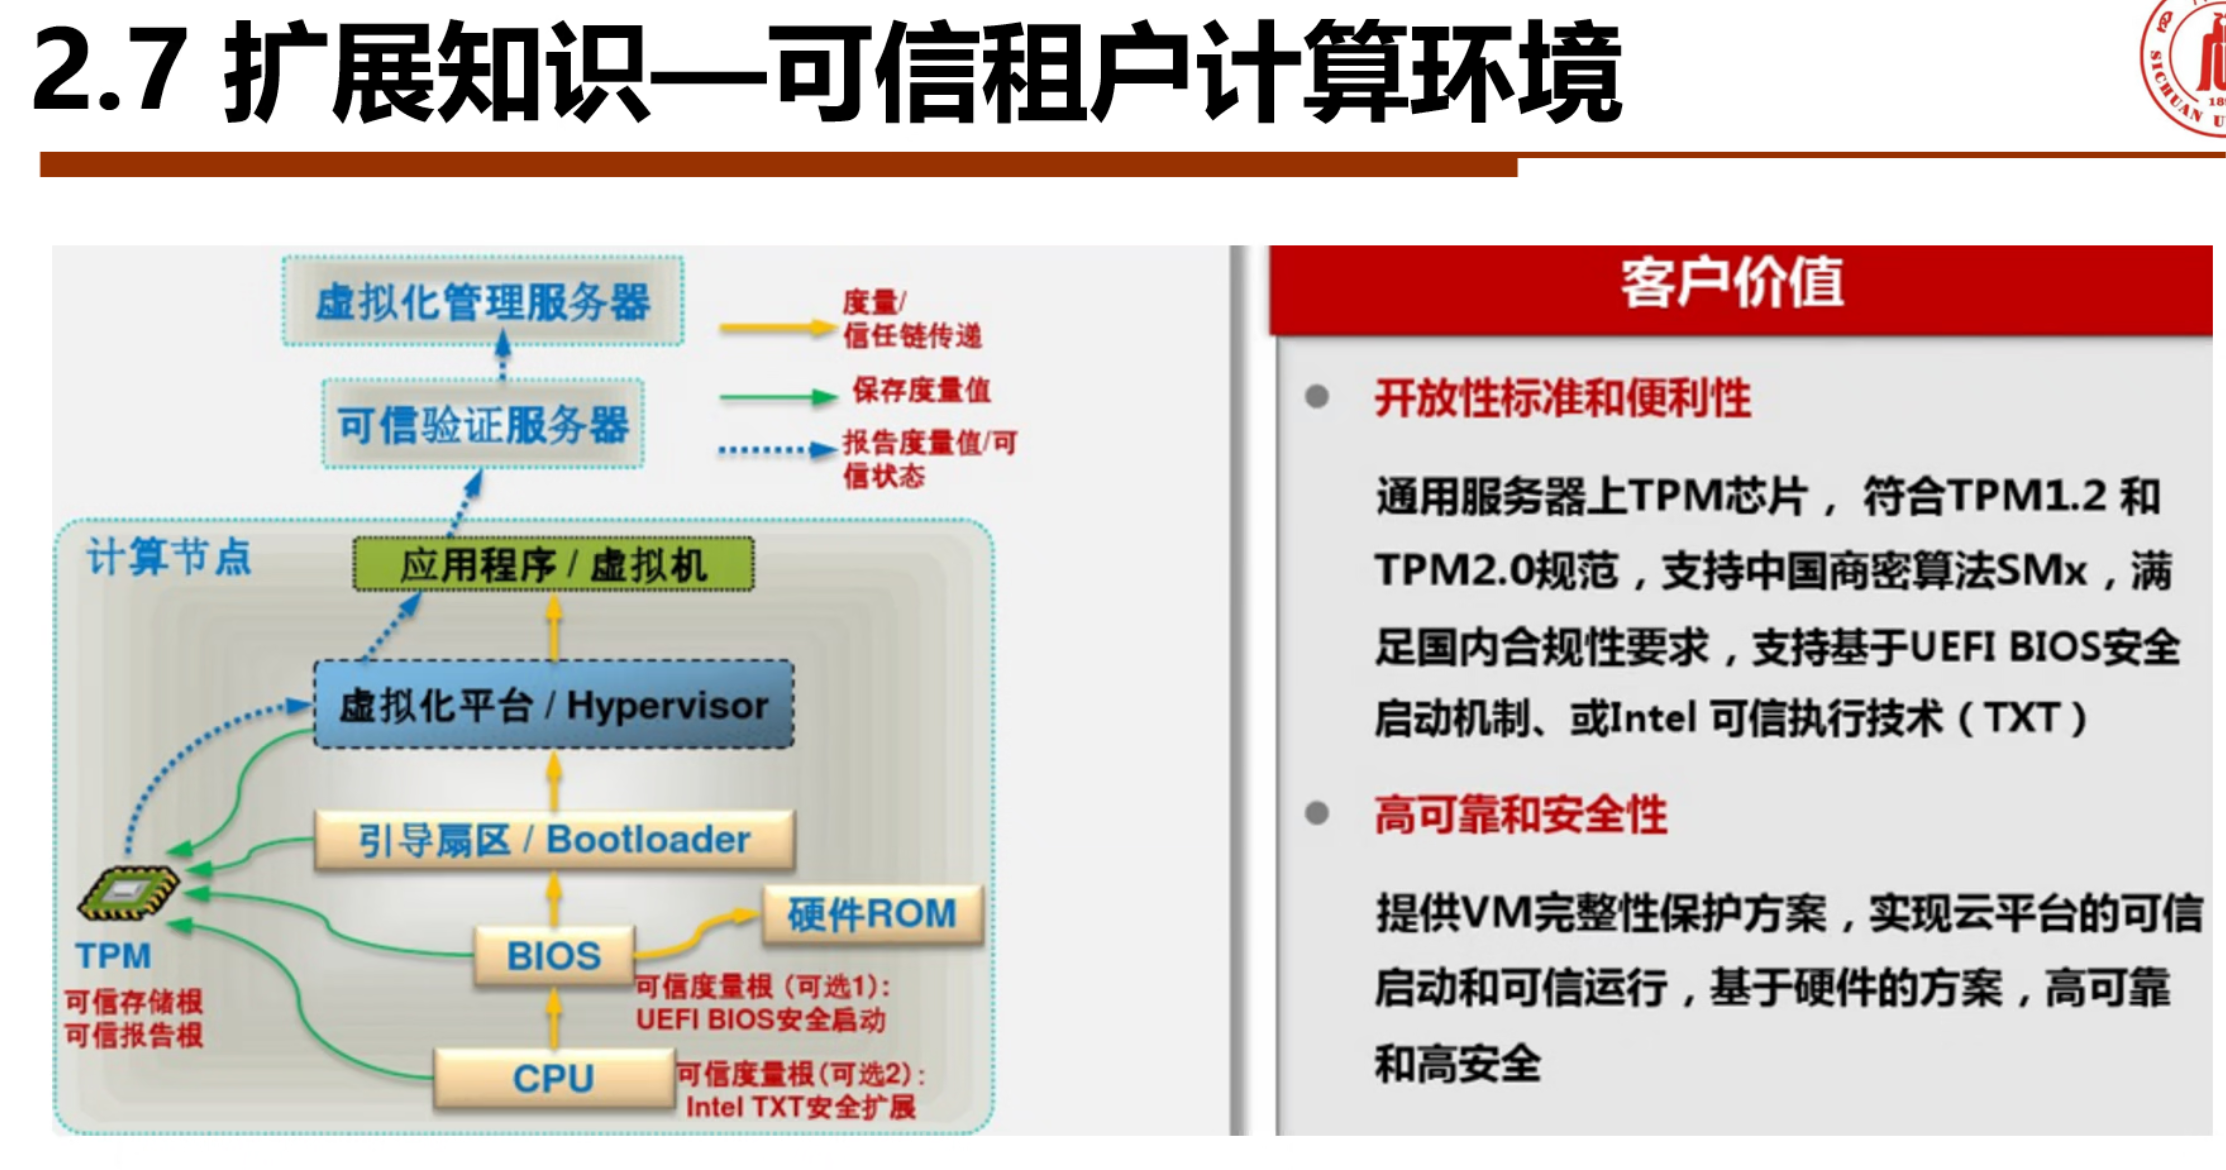 2.7 扩展知识—可信租户计算环境
SICHUAN U
虚拟化管理服务器
可信验证服务器
度量/
信任链传递
保存度量值
报告度量值/可
信状态
计算节点
应用程序 / 虚拟机
虚拟化平台 / Hypervisor
引导扇区 / Bootloader
硬件ROM
BIOS
可信度量根 (可选1):
UEFI BIOS安全启动
TPM
可信存储根
可信报告根
CPU
可信度量根(可选2):
Intel TXT安全扩展
客户价值
开放性标准和便利性
通用服务器上TPM芯片， 符合TPM1.2 和
TPM2.0规范，支持中国商密算法SMx，满
足国内合规性要求，支持基于UEFI BIOS安全
启动机制、或Intel 可信执行技术（TXT）
高可靠和安全性
提供VM完整性保护方案，实现云平台的可信
启动和可信运行，基于硬件的方案，高可靠
和高安全